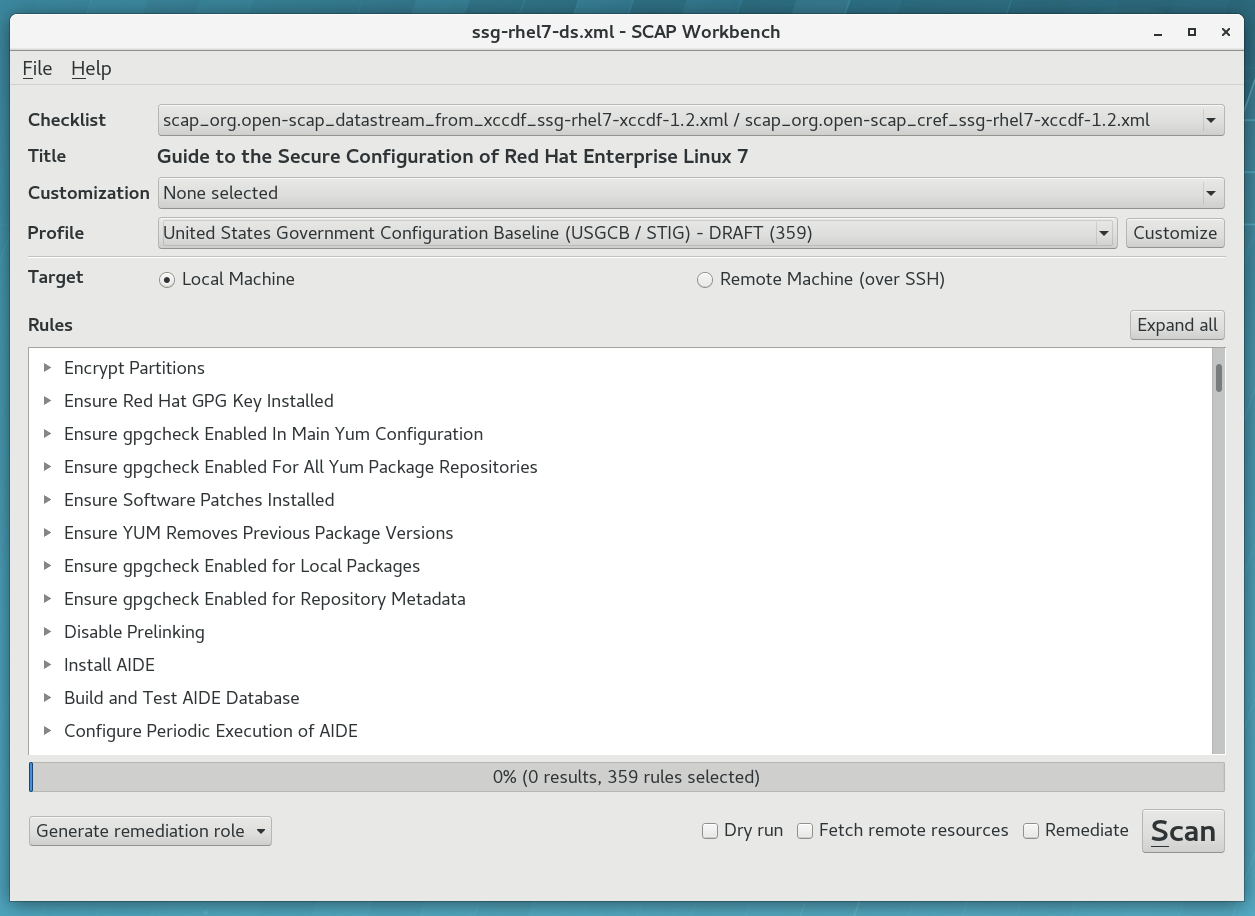 ssg-rhel7-ds.xml - SCAP Workbench
File Help
Checklist scap_org.open-scap_datastream_from_xccdf_ssg-rhel7-xccdf-1.2.xml / scap_org.open-scap_cref_ssg-rhel7-xccdf-1.2.xml
Title Guide to the Secure Configuration of Red Hat Enterprise Linux 7
Customization None selected
Profile United States Government Configuration Baseline (USGCB / STIG) - DRAFT (359) Customize
Target Local Machine Remote Machine (over SSH)
Rules Expand all
Encrypt Partitions
Ensure Red Hat GPG Key Installed
Ensure gpgcheck Enabled In Main Yum Configuration
Ensure gpgcheck Enabled For All Yum Package Repositories
Ensure Software Patches Installed
Ensure YUM Removes Previous Package Versions
Ensure gpgcheck Enabled for Local Packages
Ensure gpgcheck Enabled for Repository Metadata
Disable Prelinking
Install AIDE
Build and Test AIDE Database
Configure Periodic Execution of AIDE
0% (0 results, 359 rules selected)
Generate remediation role Dry run Fetch remote resources Remediate Scan